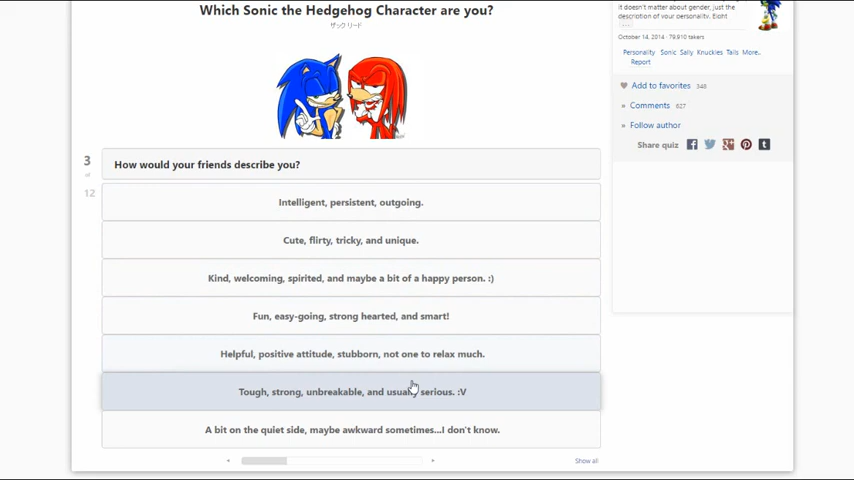 Which Sonic the Hedgehog Character are you?
ザック リード
it doesn't matter about gender, just the
description of your personality. Eight
...
October 14, 2014 · 79,910 takers
Personality Sonic Sally Knuckles Tails More..
Report
Add to favorites 348
» Comments 627
» Follow author
Share quiz
3
of
12
How would your friends describe you?
Intelligent, persistent, outgoing.
Cute, flirty, tricky, and unique.
Kind, welcoming, spirited, and maybe a bit of a happy person. :)
Fun, easy-going, strong hearted, and smart!
Helpful, positive attitude, stubborn, not one to relax much.
Tough, strong, unbreakable, and usually serious. :V
A bit on the quiet side, maybe awkward sometimes...I don't know.
Show all